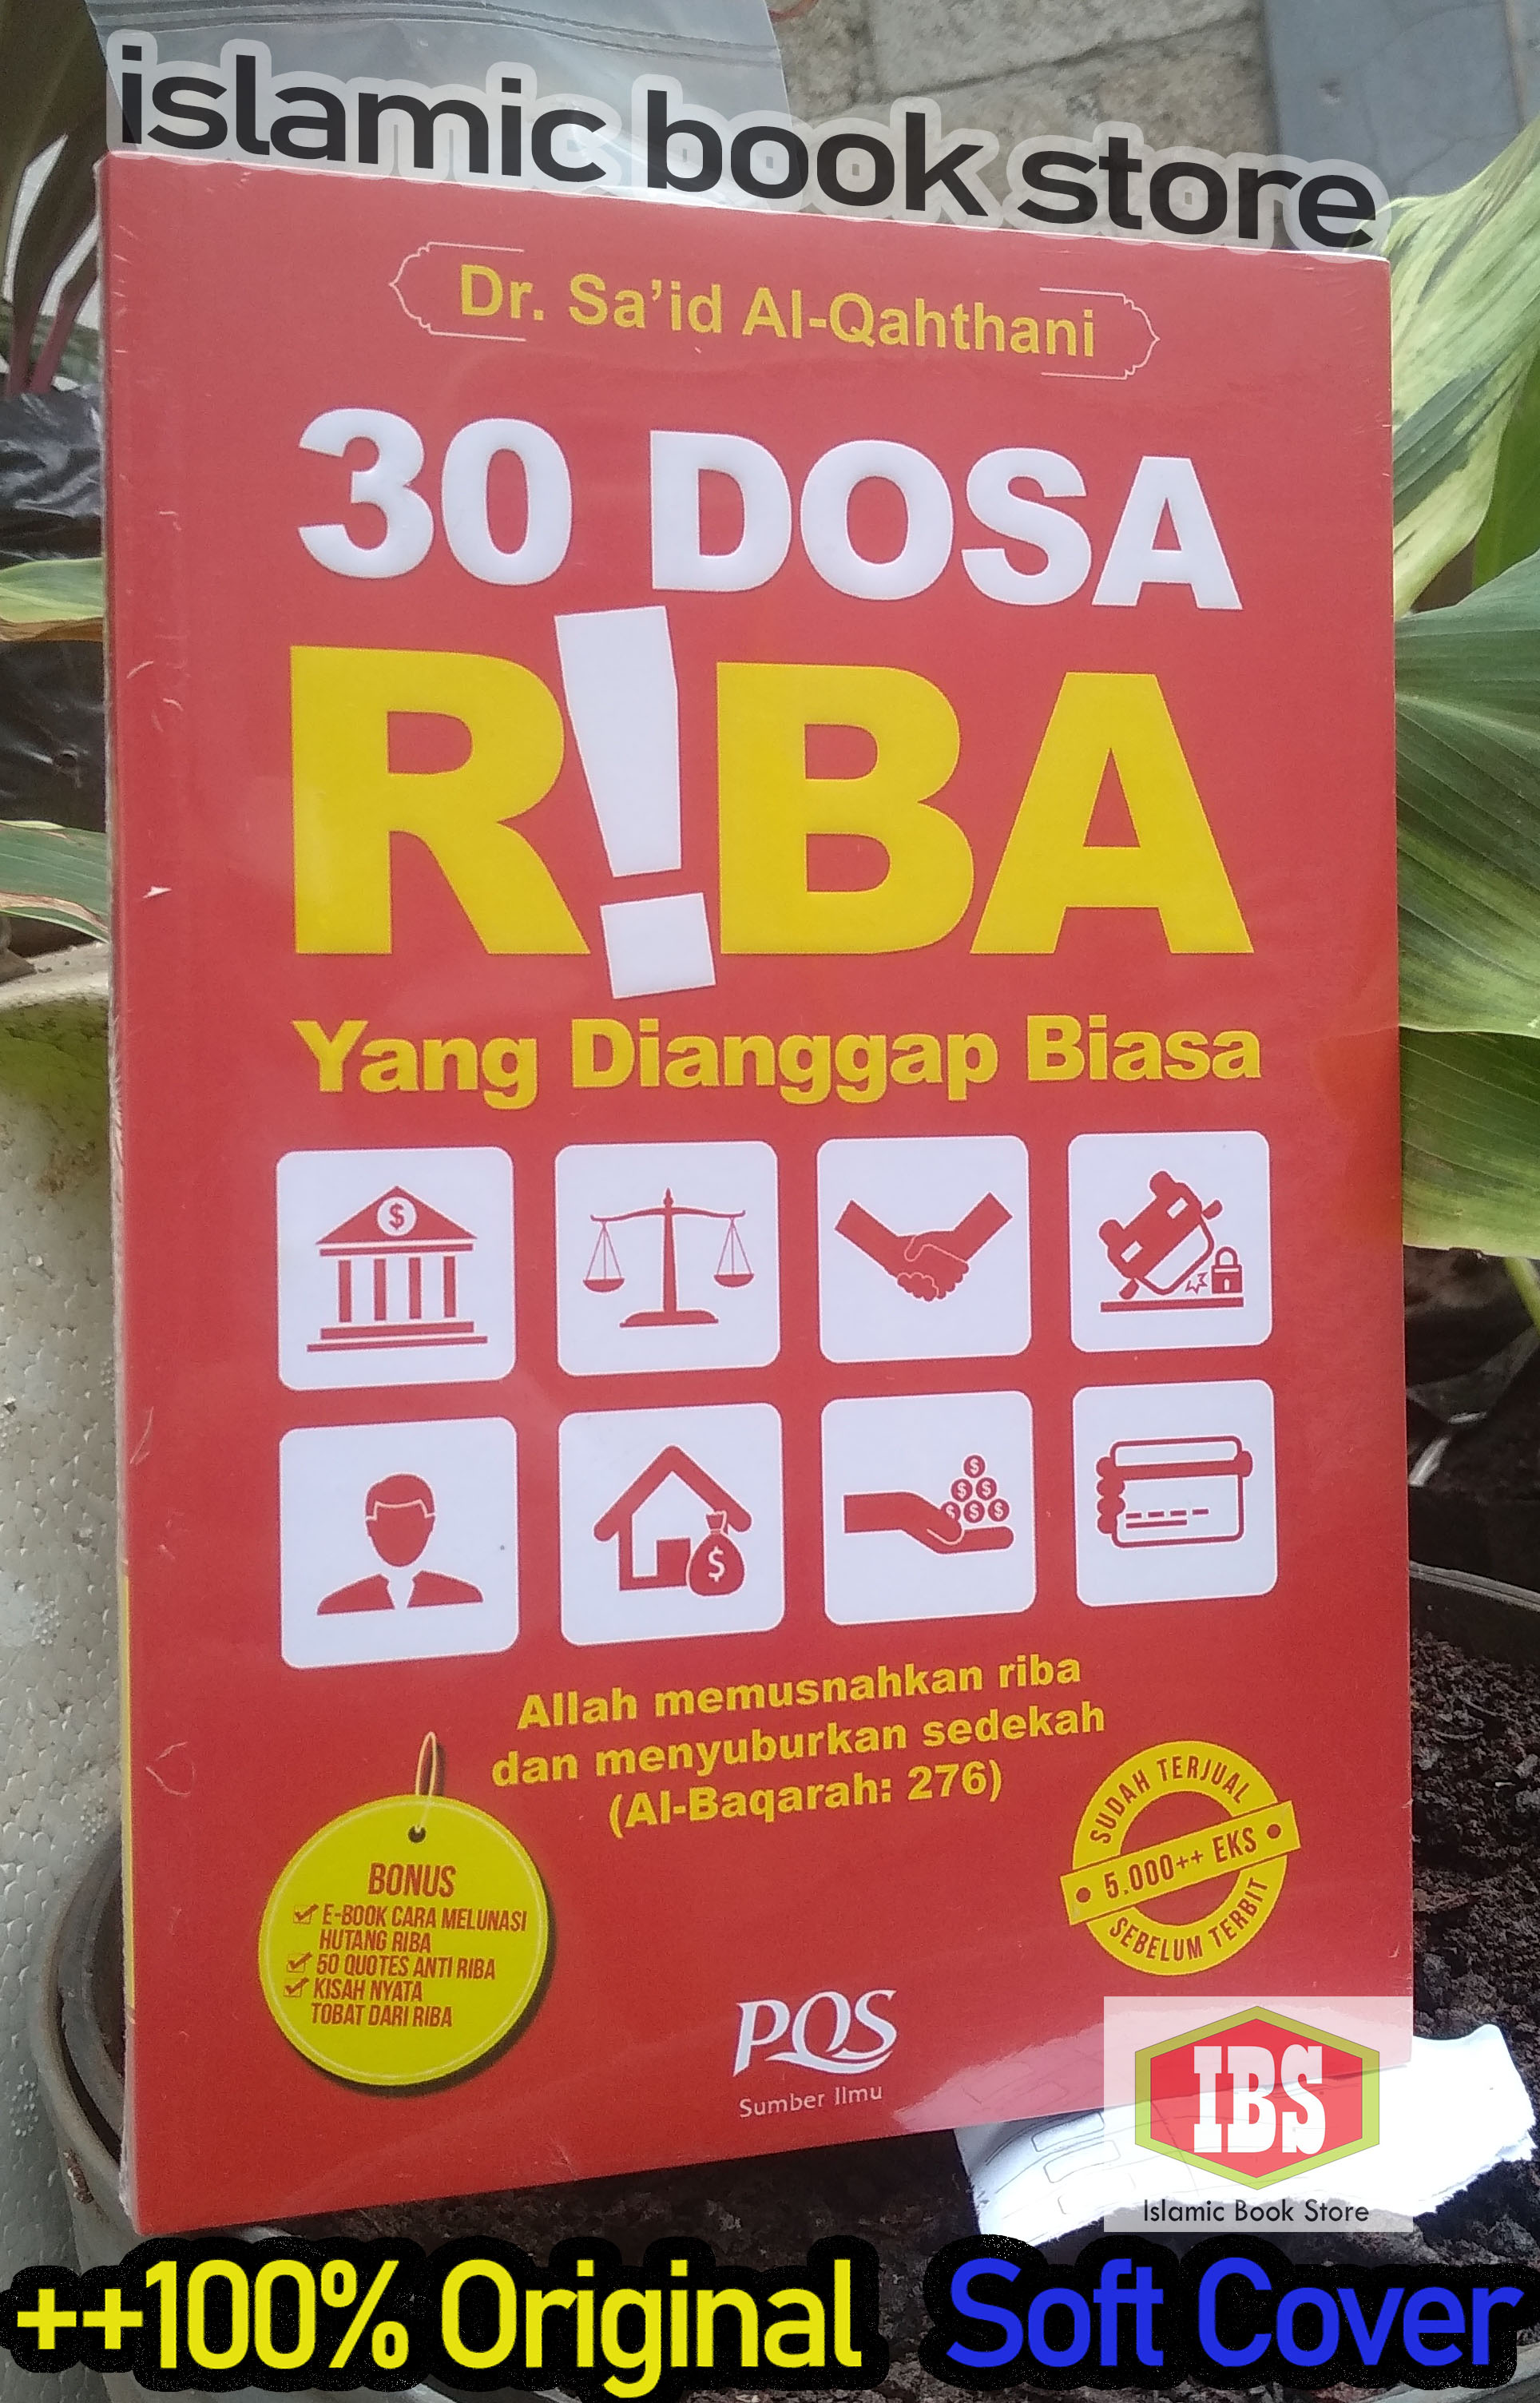 islamic book store
Dr. Sa'id Al-Qahthani
30 DOSA
R!BA
Yang Dianggap Biasa
$
$
$
$ $
$ $ $
Allah memusnahkan riba
dan menyuburkan sedekah
(Al-Baqarah: 276)
BONUS
E-BOOK CARA MELUNASI
HUTANG RIBA
50 QUOTES ANTI RIBA
KISAH NYATA
TOBAT DARI RIBA
SUDAH TERJUAL
5.000++ EKS
SEBELUM TERBIT
PQS
Sumber Ilmu
IBS
Islamic Book Store
++100% Original Soft Cover